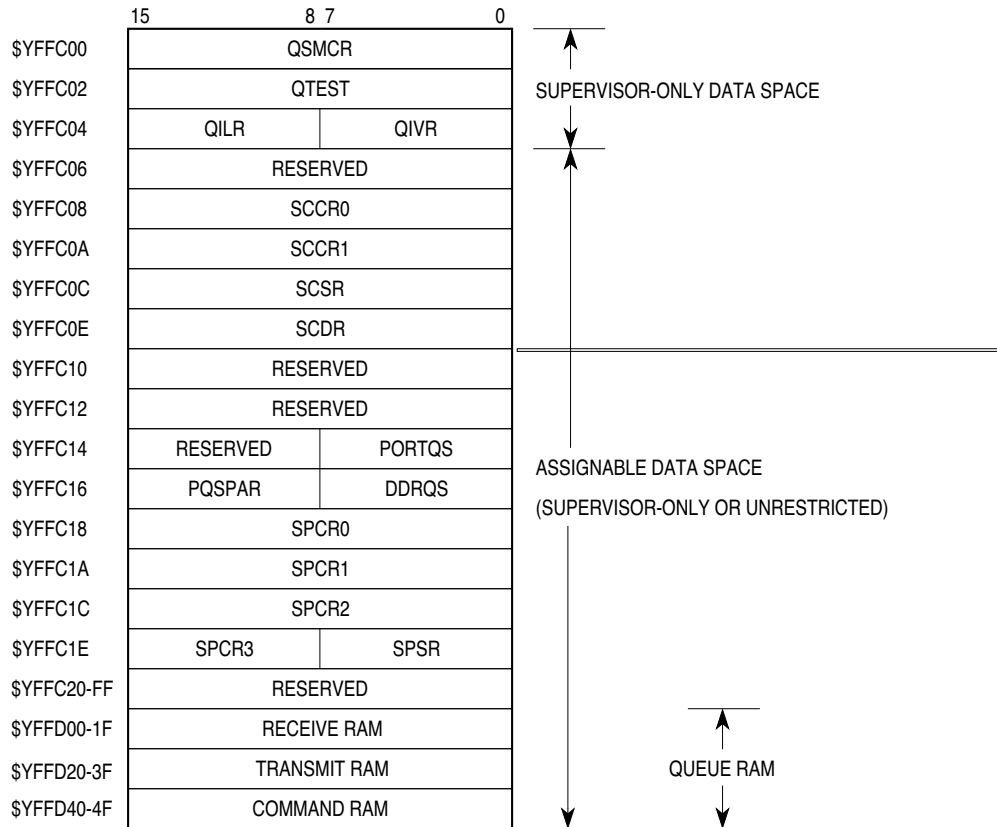 15 8 7 0
$YFFC00 QSMCR
$YFFC02 QTEST SUPERVISOR-ONLY DATA SPACE
$YFFC04 QILR QIVR
$YFFC06 RESERVED
$YFFC08 SCCR0
$YFFC0A SCCR1
$YFFC0C SCSR
$YFFC0E SCDR
$YFFC10 RESERVED
$YFFC12 RESERVED
$YFFC14 RESERVED PORTQS
ASSIGNABLE DATA SPACE
$YFFC16 PQSPAR DDRQS
(SUPERVISOR-ONLY OR UNRESTRICTED)
$YFFC18 SPCR0
$YFFC1A SPCR1
$YFFC1C SPCR2
$YFFC1E SPCR3 SPSR
$YFFC20-FF RESERVED
$YFFD00-1F RECEIVE RAM
$YFFD20-3F TRANSMIT RAM QUEUE RAM
$YFFD40-4F COMMAND RAM